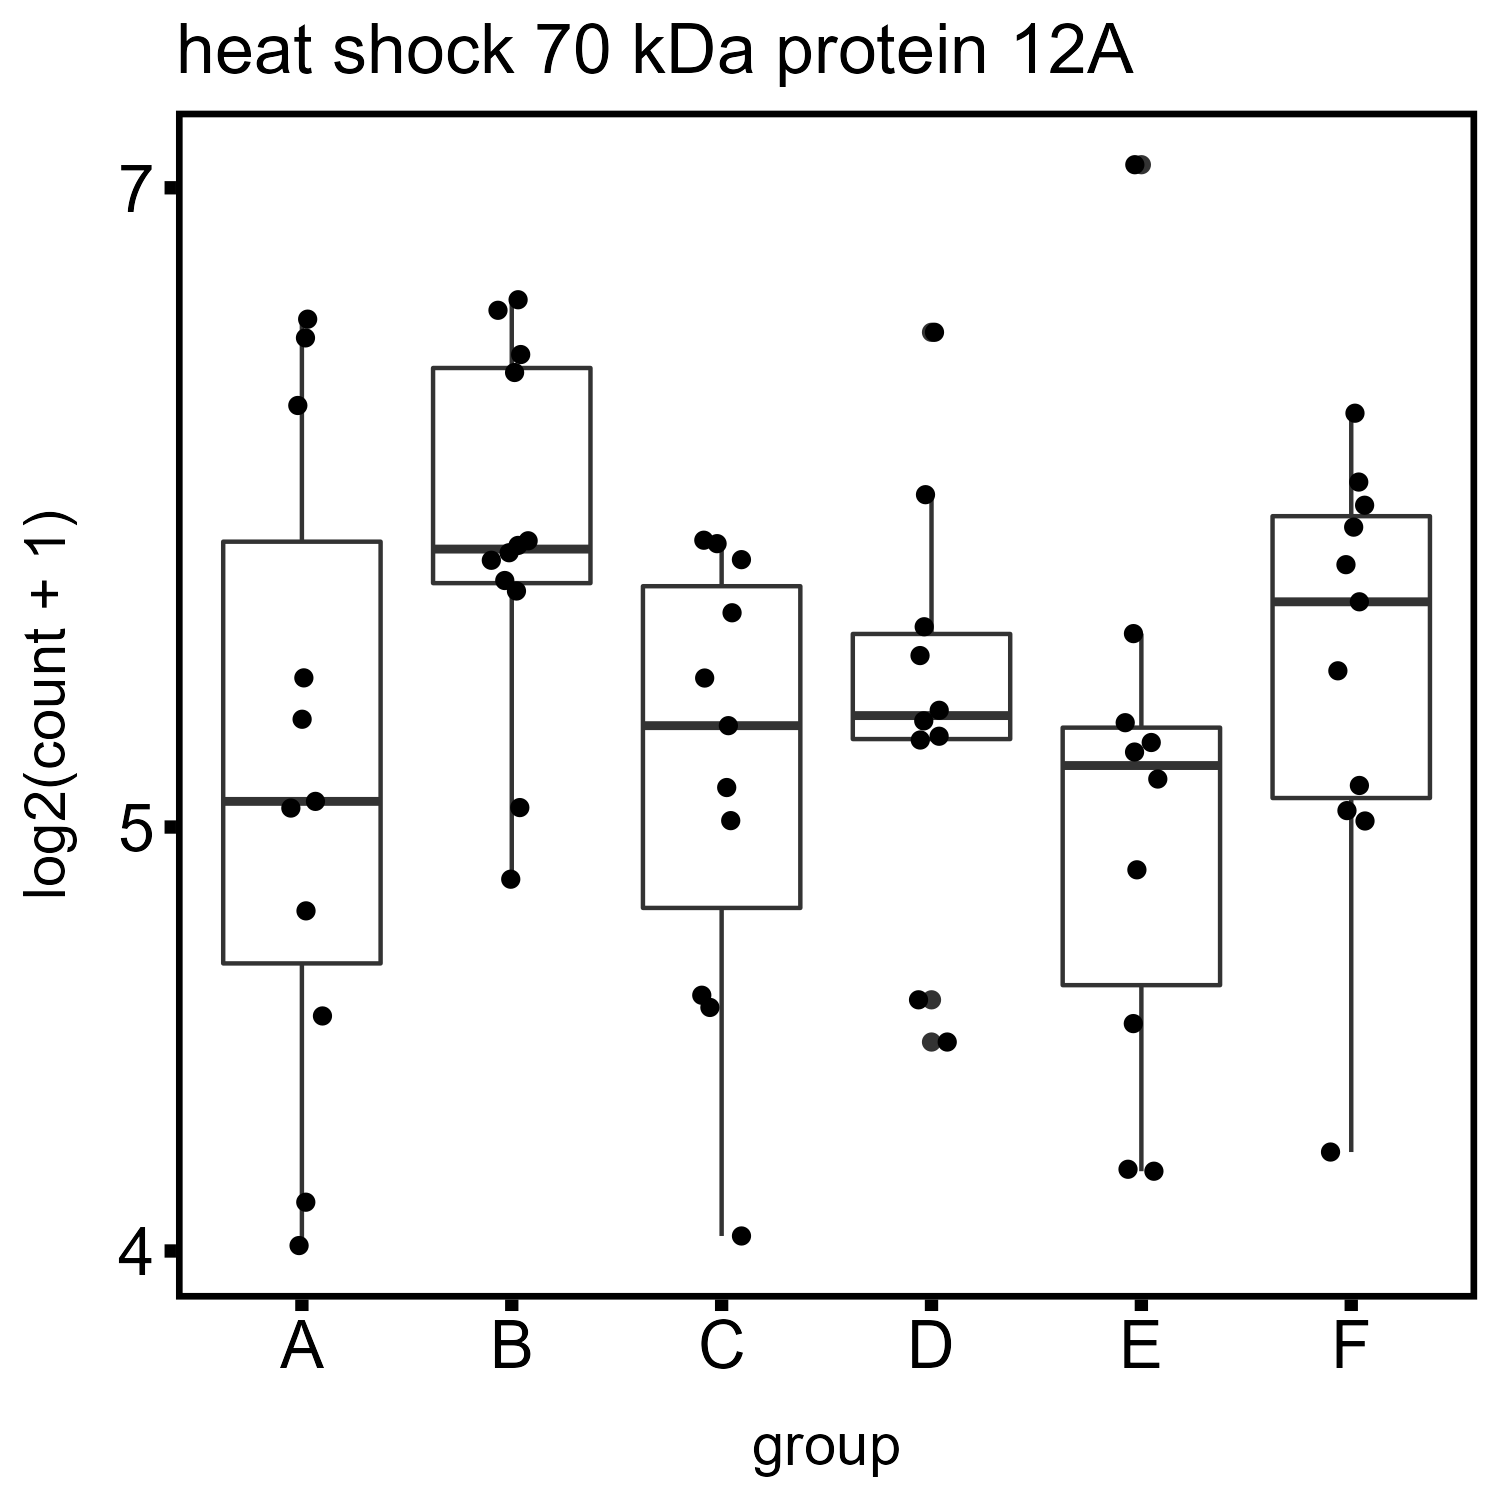 heat shock 70 kDa protein 12A
7
5
4
log2(count + 1)
A B C D E F
group